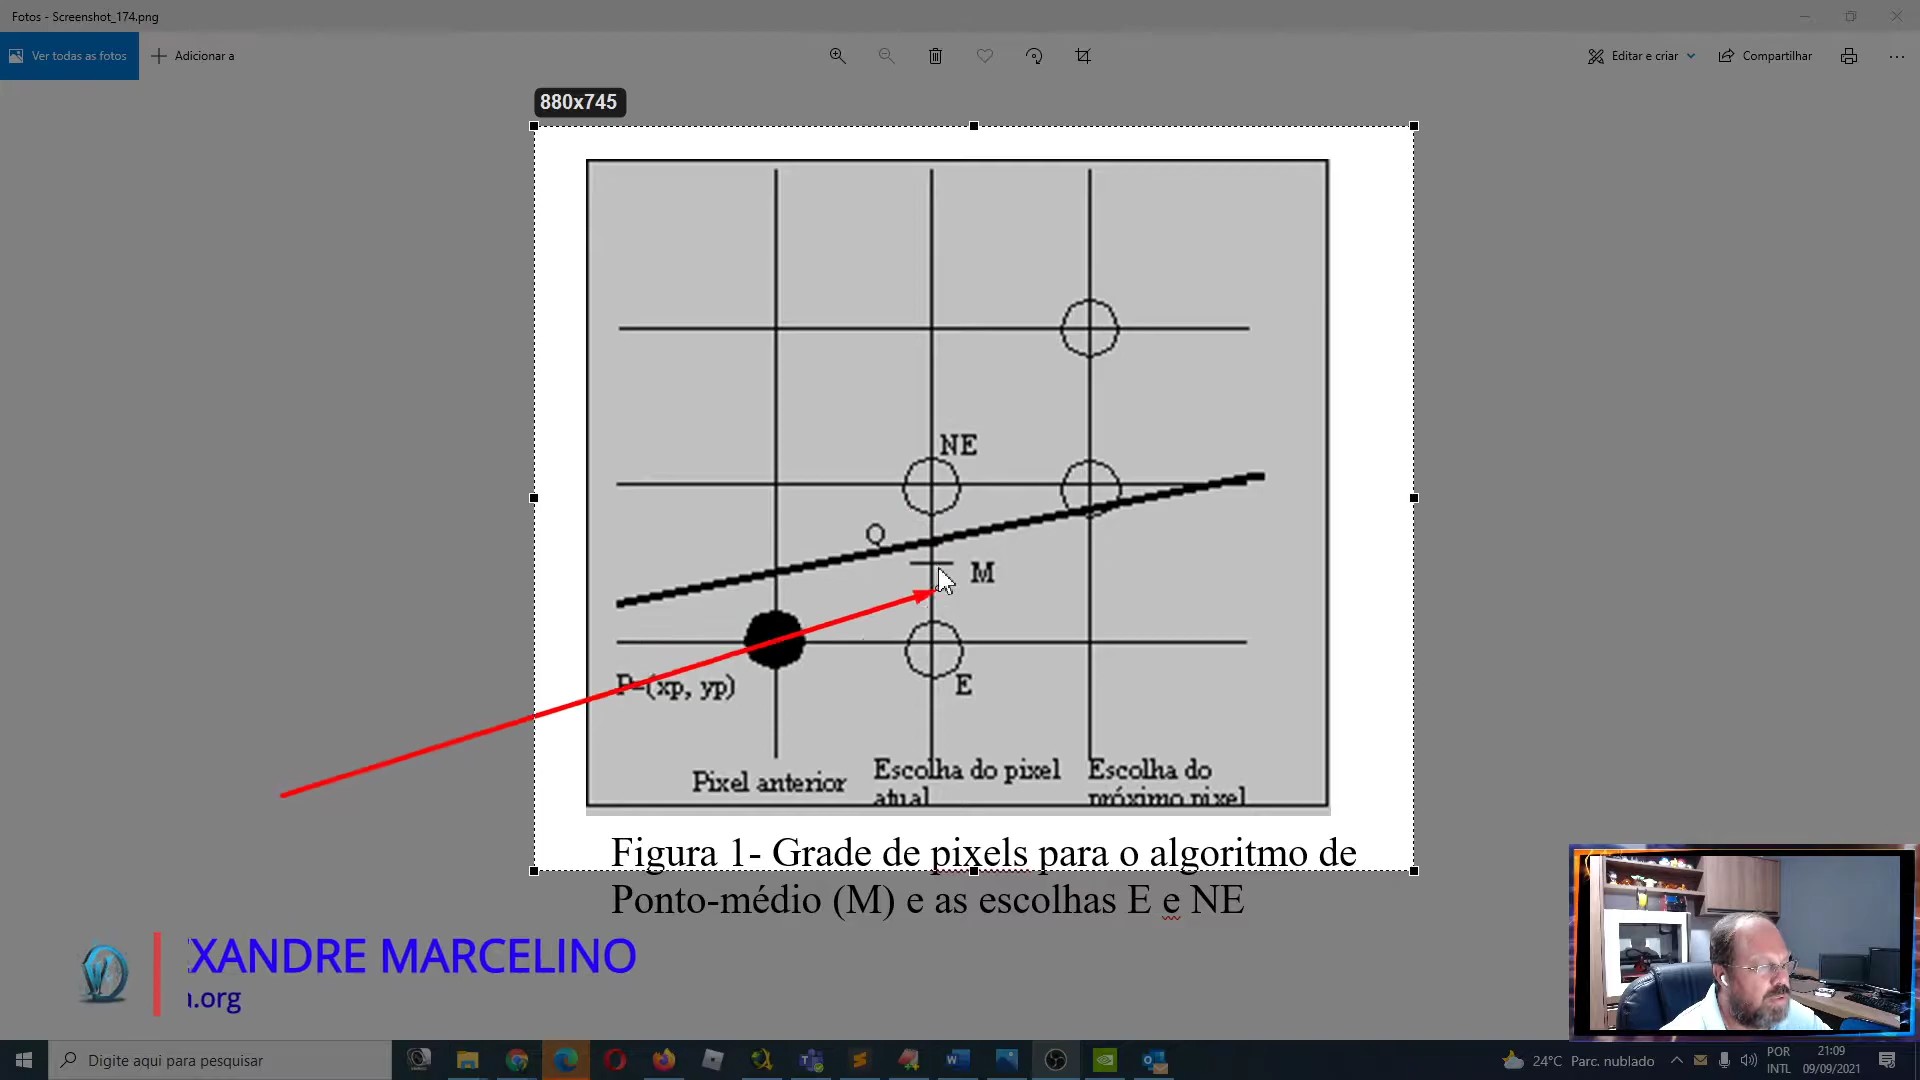 Fotos - Screenshot_174.png
Ver todas as fotos
Adicionar a
Editar e criar
Compartilhar
880x745
NE
Q
M
P=(xp, yp)
E
Pixel anterior
Escolha do pixel
atual
Escolha do
próximo pixel
Figura 1- Grade de pixels para o algoritmo de
Ponto-médio (M) e as escolhas E e NE
EXANDRE MARCELINO
a.org
Digite aqui para pesquisar
24°C Parc. nublado
POR
INTL
21:09
09/09/2021